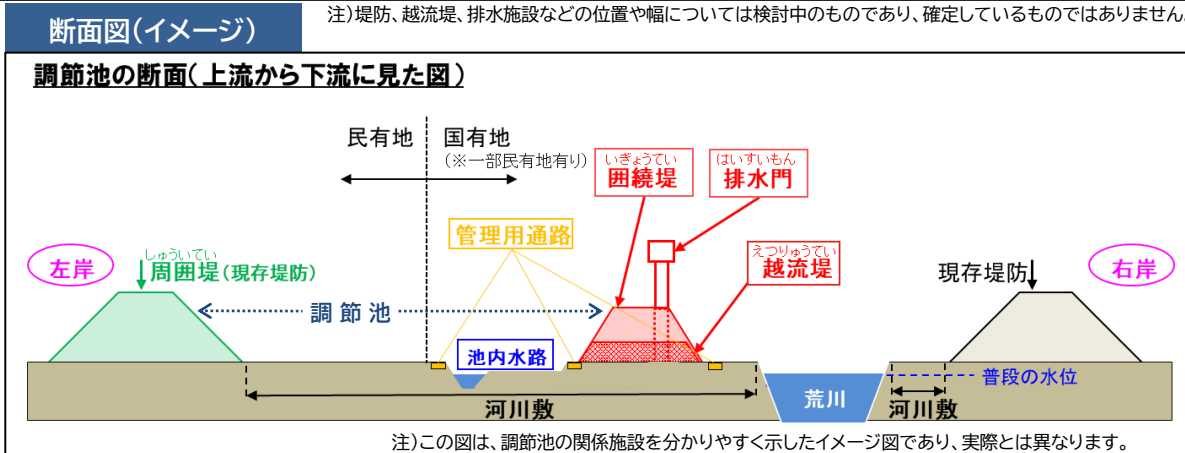 注)堤防、越流堤、排水施設などの位置や幅については検討中のものであり、確定しているものではありません。
断面図(イメージ)
調節池の断面(上流から下流に見た図)
民有地
国有地
(※一部民有地有り)
いぎょうてい
囲繞堤
はいすいもん
排水門
管理用通路
えつりゅうてい
越流堤
左岸
しゅういてい
周囲堤(現存堤防)
現存堤防
右岸
調節池
池内水路
普段の水位
荒川
河川敷
河川敷
注)この図は、調節池の関係施設を分かりやすく示したイメージ図であり、実際とは異なります。